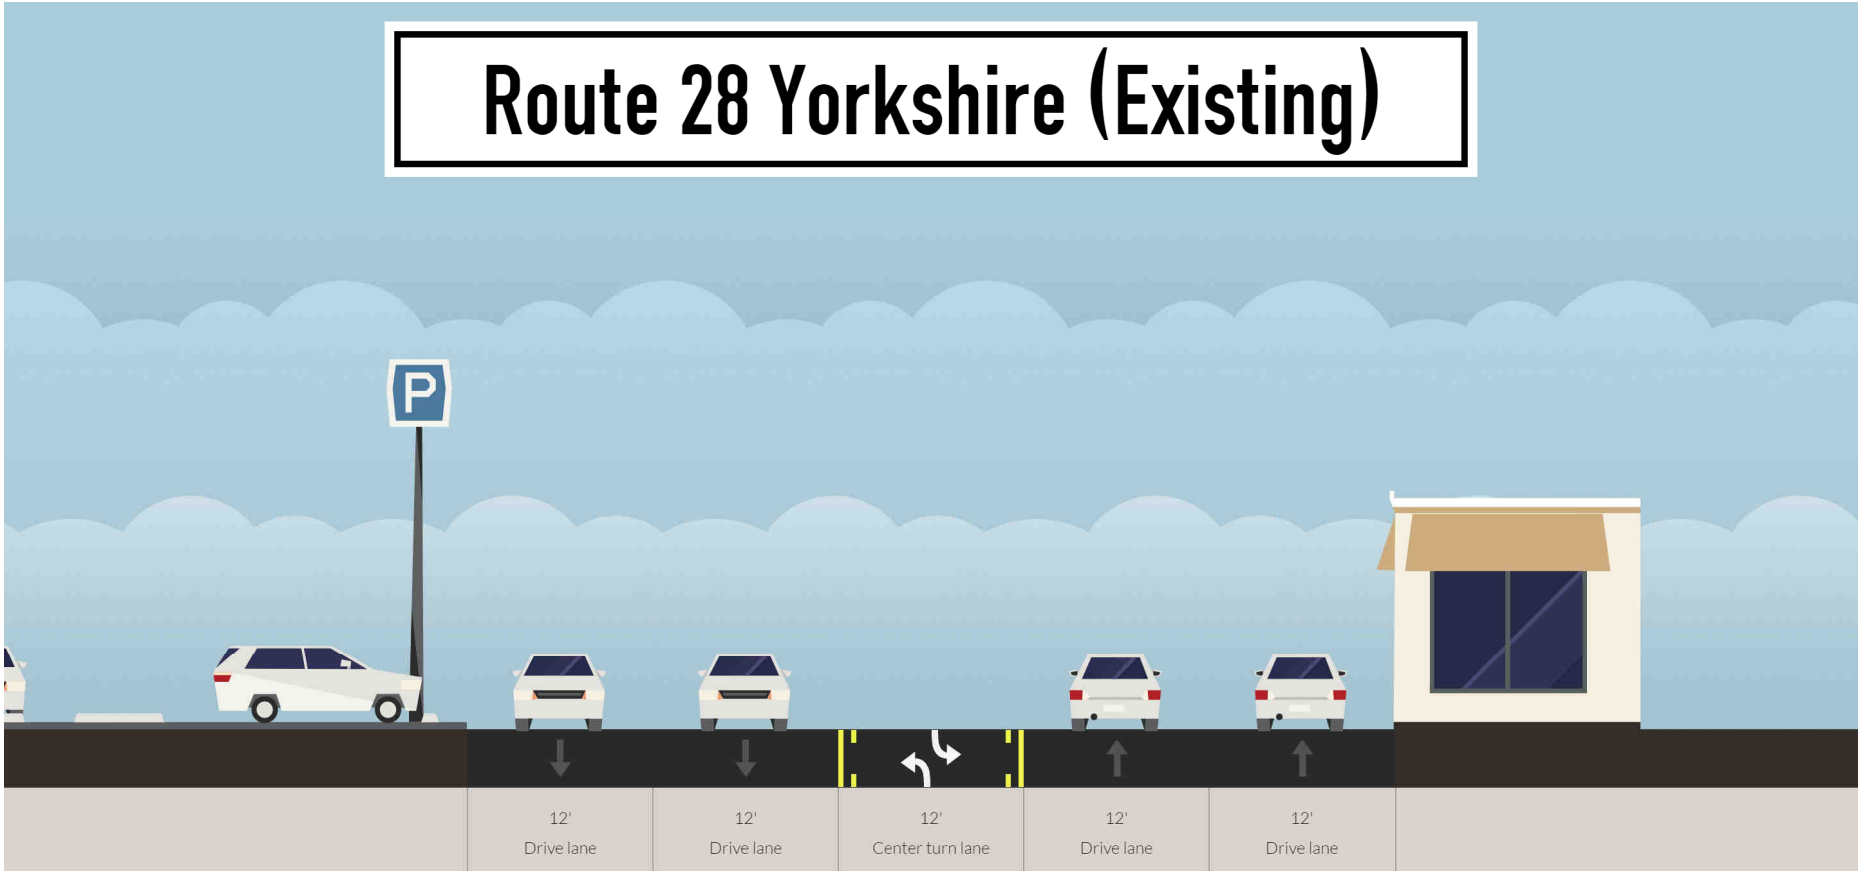 Route 28 Yorkshire (Existing)
P
12' 12' 12' 12' 12'
Drive lane Drive lane Center turn lane Drive lane Drive lane